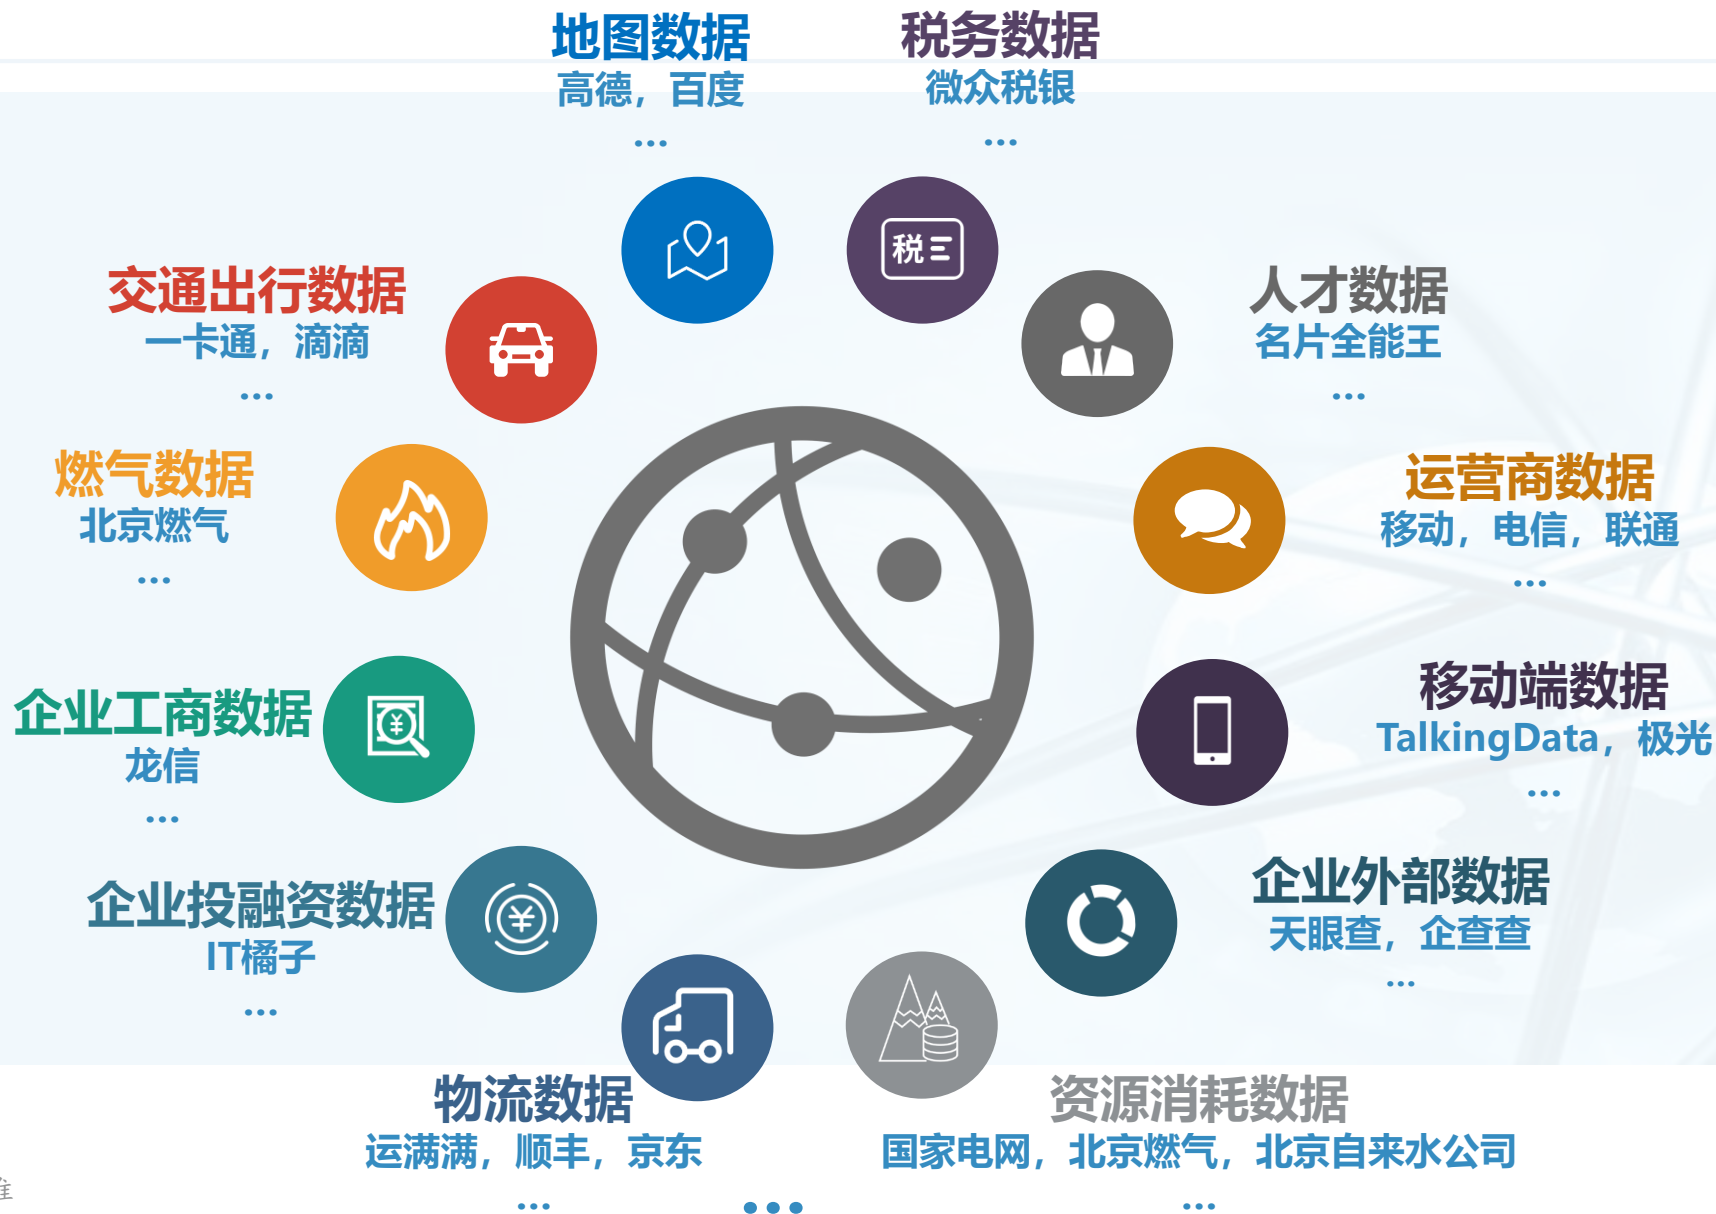 地图数据
高德，百度
...
税务数据
微众税银
...
税
交通出行数据
一卡通，滴滴
...
人才数据
名片全能王
...
燃气数据
北京燃气
...
运营商数据
移动，电信，联通
...
企业工商数据
龙信
...
移动端数据
TalkingData，极光
...
企业投融资数据
IT橘子
...
企业外部数据
天眼查，企查查
...
物流数据
运满满，顺丰，京东
...
资源消耗数据
国家电网，北京燃气，北京自来水公司
...
...